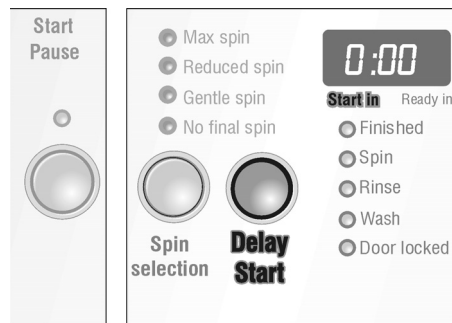 Start
Pause
Max spin
Reduced spin
Gentle spin
No final spin
Spin
selection
Delay
Start
0:00
Start in Ready in
Finished
Spin
Rinse
Wash
Door locked